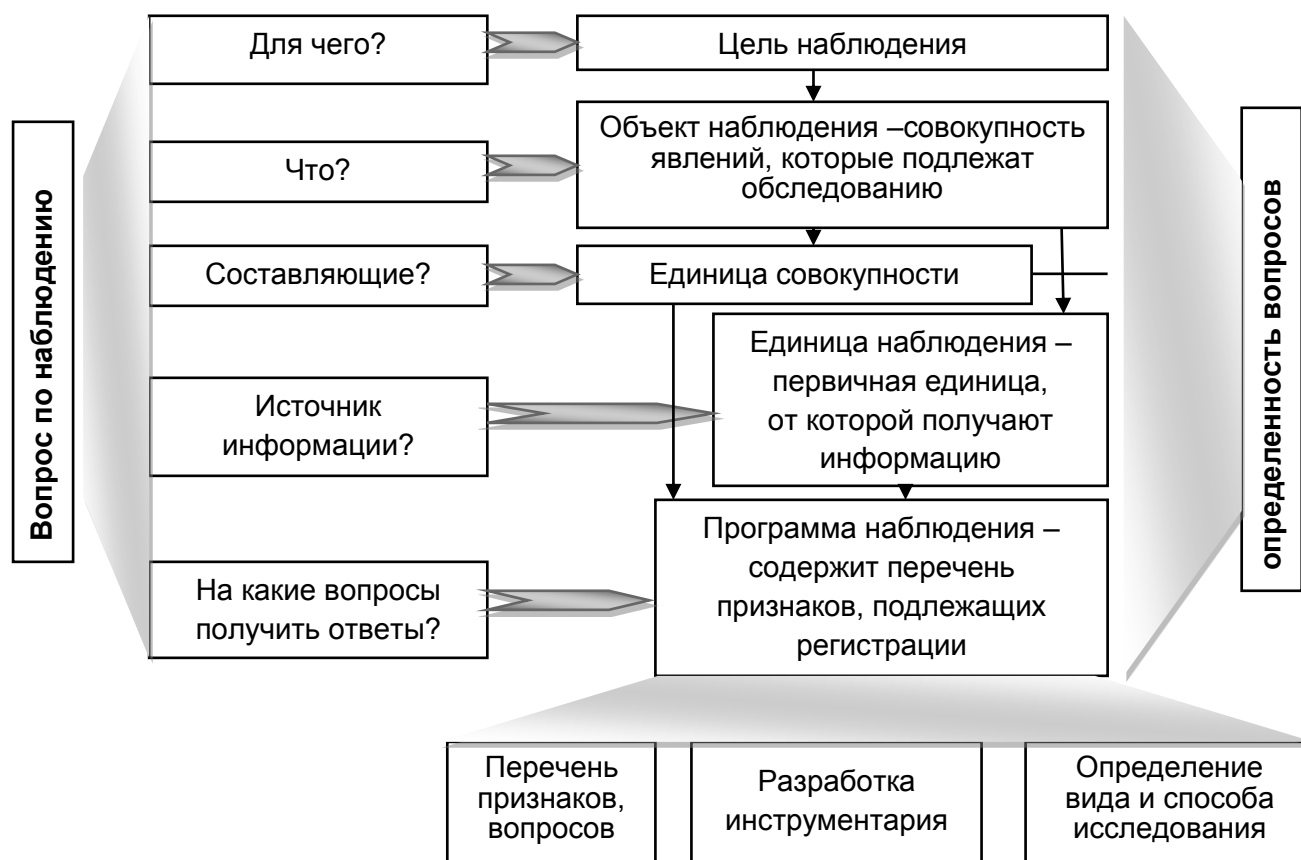 Для чего?
Цель наблюдения
Что?
Объект наблюдения –совокупность
явлений, которые подлежат
обследованию
Составляющие?
Единица совокупности
Источник
информации?
Единица наблюдения –
первичная единица,
от которой получают
информацию
На какие вопросы
получить ответы?
Программа наблюдения –
содержит перечень
признаков, подлежащих
регистрации
Вопрос по наблюдению
определенность вопросов
Перечень
признаков,
вопросов
Разработка
инструментария
Определение
вида и способа
исследования